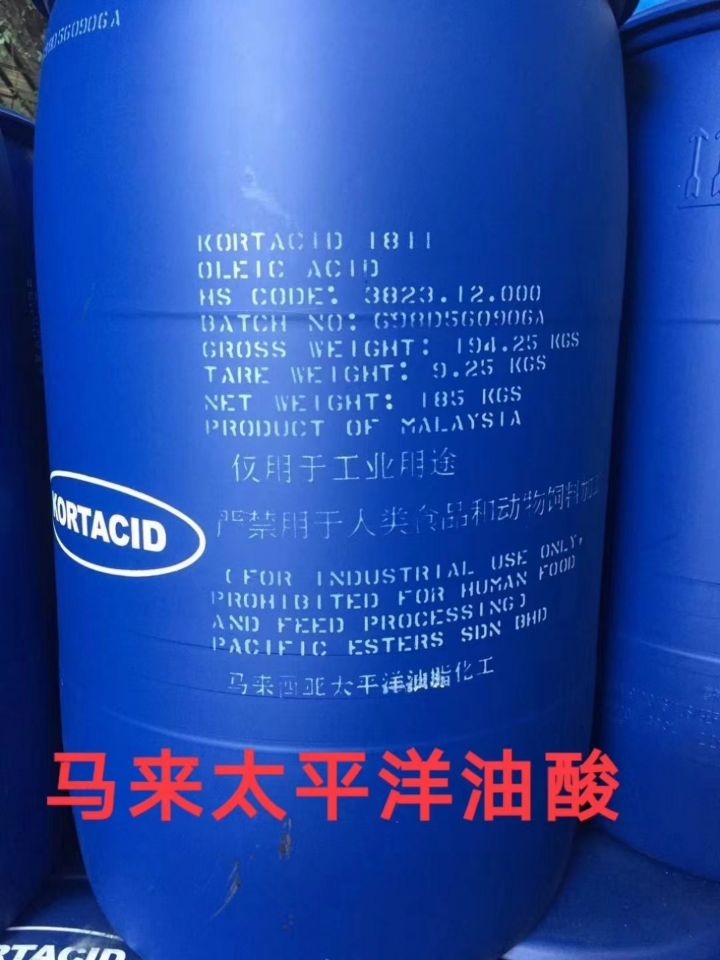 KORTACID 1811
OLEIC ACID
HS CODE: 3823.12.000
BATCH NO: G98D560906A
GROSS WEIGHT: 194.25 KGS
TARE WEIGHT: 9.25 KGS
NET WEIGHT: 185 KGS
PRODUCT OF MALAYSIA
仅用于工业用途
严禁用于人类食品和动物饲料加工
KORTACID
(FOR INDUSTRIAL USE ONLY,
PROHIBITED FOR HUMAN FOOD
AND FEED PROCESSING)
PACIFIC ESTERS SDN BHD
马来西亚太平洋油脂化工
马来太平洋油酸
RTACID